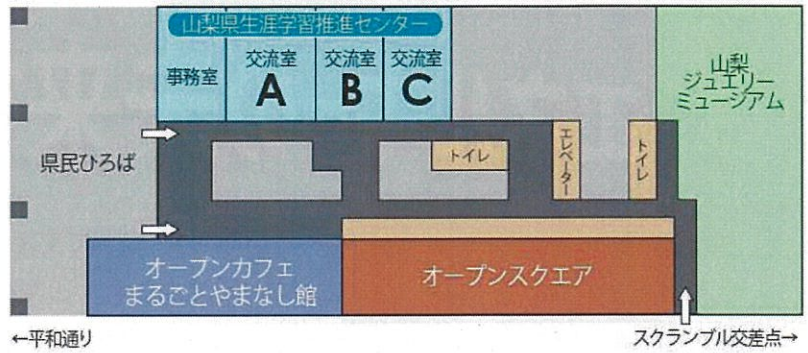 山梨県生涯学習推進センター
事務室
交流室
A
交流室
B
交流室
C
山梨
ジュエリー
ミュージアム
県民ひろば
トイレ
エレベーター
トイレ
オープンカフェ
まるごとやまなし館
オープンスクエア
←平和通り
スクランブル交差点→